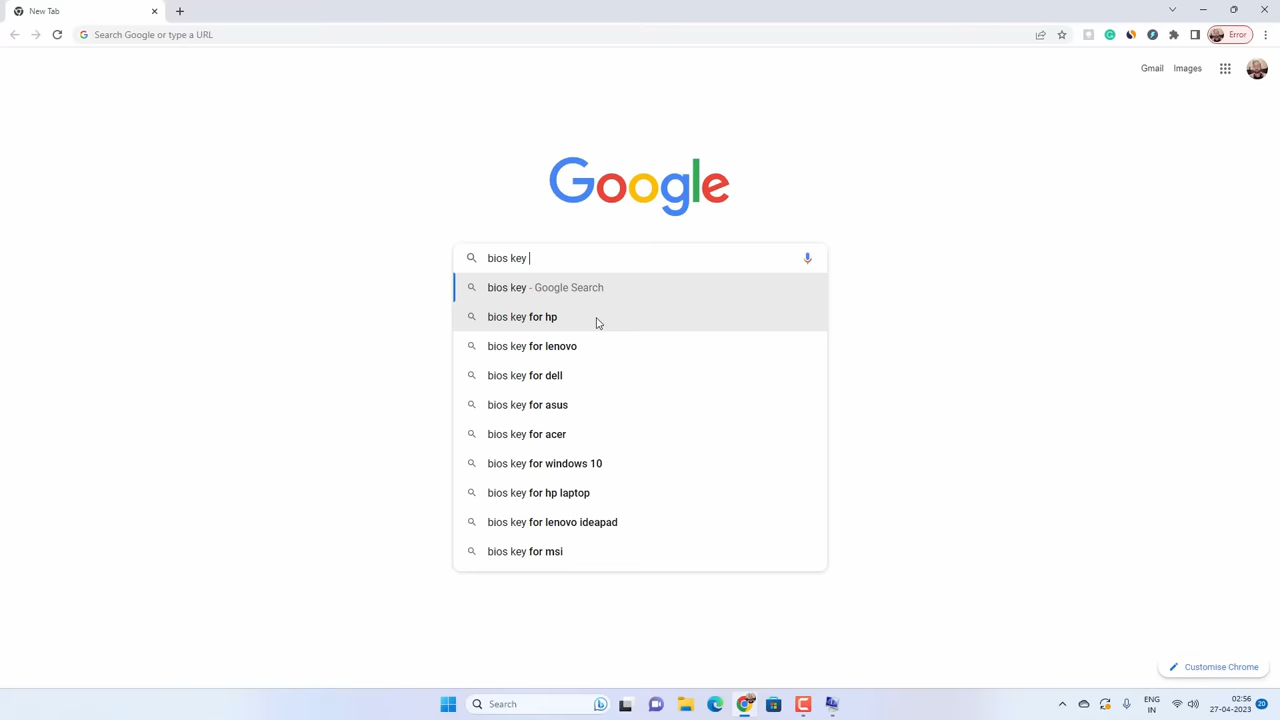 New Tab
Search Google or type a URL
Error
Gmail Images
Google
bios key
bios key - Google Search
bios key for hp
bios key for lenovo
bios key for dell
bios key for asus
bios key for acer
bios key for windows 10
bios key for hp laptop
bios key for lenovo ideapad
bios key for msi
Customise Chrome
Search
ENG
IN
02:56
27-04-2023
20